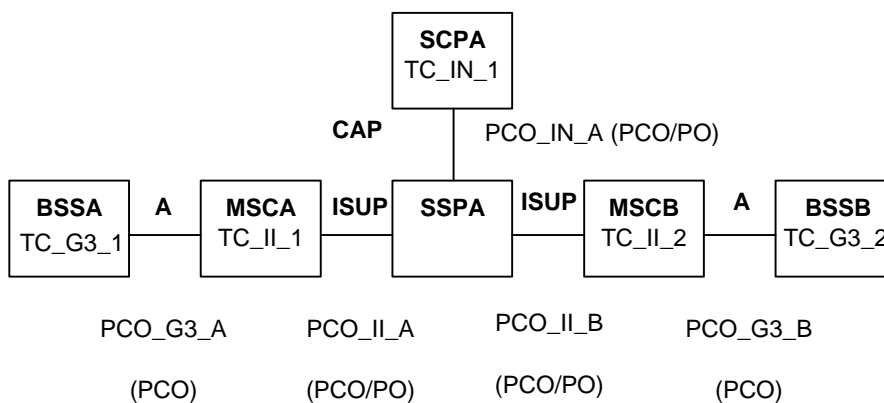 SCPA
TC_IN_1
CAP
PCO_IN_A (PCO/PO)
BSSA
TC_G3_1
A
MSCA
TC_II_1
ISUP
SSPA
ISUP
MSCB
TC_II_2
A
BSSB
TC_G3_2
PCO_G3_A
(PCO)
PCO_II_A
(PCO/PO)
PCO_II_B
(PCO/PO)
PCO_G3_B
(PCO)